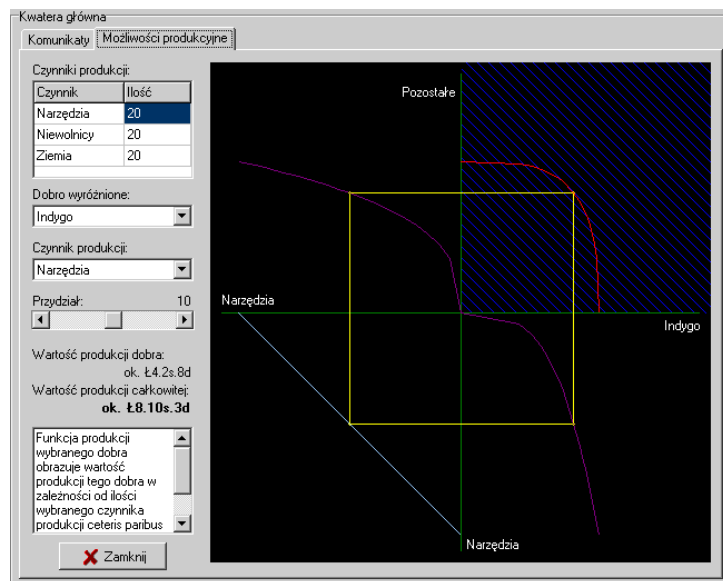 Kwatera główna
Komunikaty Możliwości produkcyjne
Czynniki produkcji:
Czynnik Ilość
Narzędzia 20
Niewolnicy 20
Ziemia 20
Dobro wyróżnione:
Indygo
Czynnik produkcji:
Narzędzia
Przydział: 10
Wartość produkcji dobra:
ok. Ł4.2s.8d
Wartość produkcji całkowitej:
ok. Ł8.10s.3d
Funkcja produkcji
wybranego dobra
obrazuje wartość
produkcji tego dobra w
zależności od ilości
wybranego czynnika
produkcji ceteris paribus
Zamknij
Pozostałe
Narzędzia
Indygo
Narzędzia